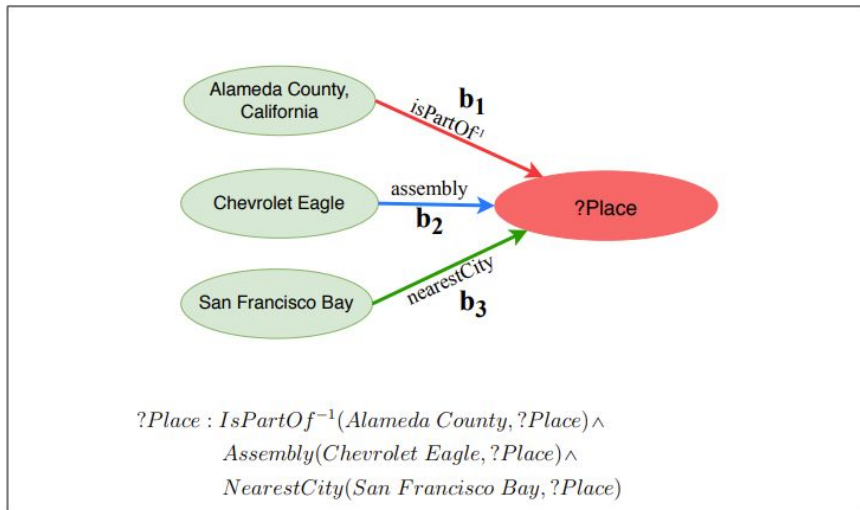 Alameda County,
California
b₁
isPartOf⁻¹
Chevrolet Eagle
assembly
b₂
?Place
San Francisco Bay
nearestCity
b₃
?Place : IsPartOf⁻¹(Alameda County, ?Place)∧
Assembly(Chevrolet Eagle, ?Place)∧
NearestCity(San Francisco Bay, ?Place)